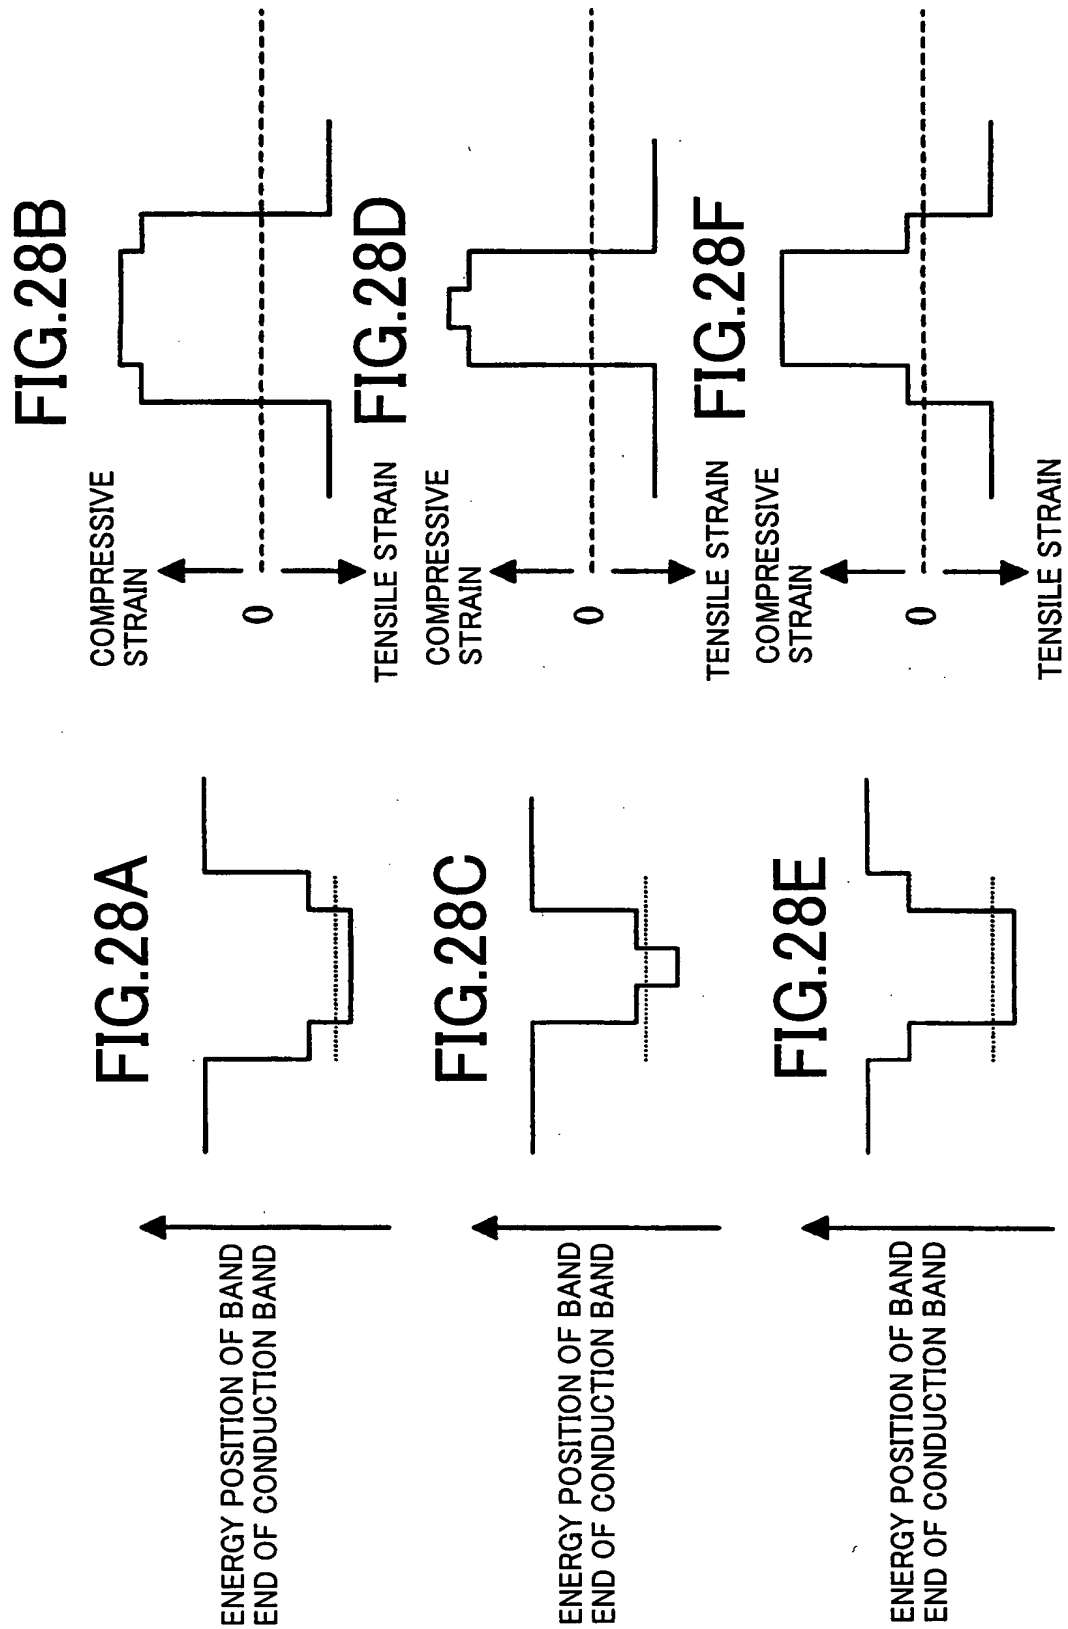 FIG.28A
ENERGY POSITION OF BAND
END OF CONDUCTION BAND
FIG.28B
COMPRESSIVE
STRAIN
0
TENSILE STRAIN
FIG.28C
ENERGY POSITION OF BAND
END OF CONDUCTION BAND
FIG.28D
COMPRESSIVE
STRAIN
0
TENSILE STRAIN
FIG.28E
ENERGY POSITION OF BAND
END OF CONDUCTION BAND
FIG.28F
COMPRESSIVE
STRAIN
0
TENSILE STRAIN